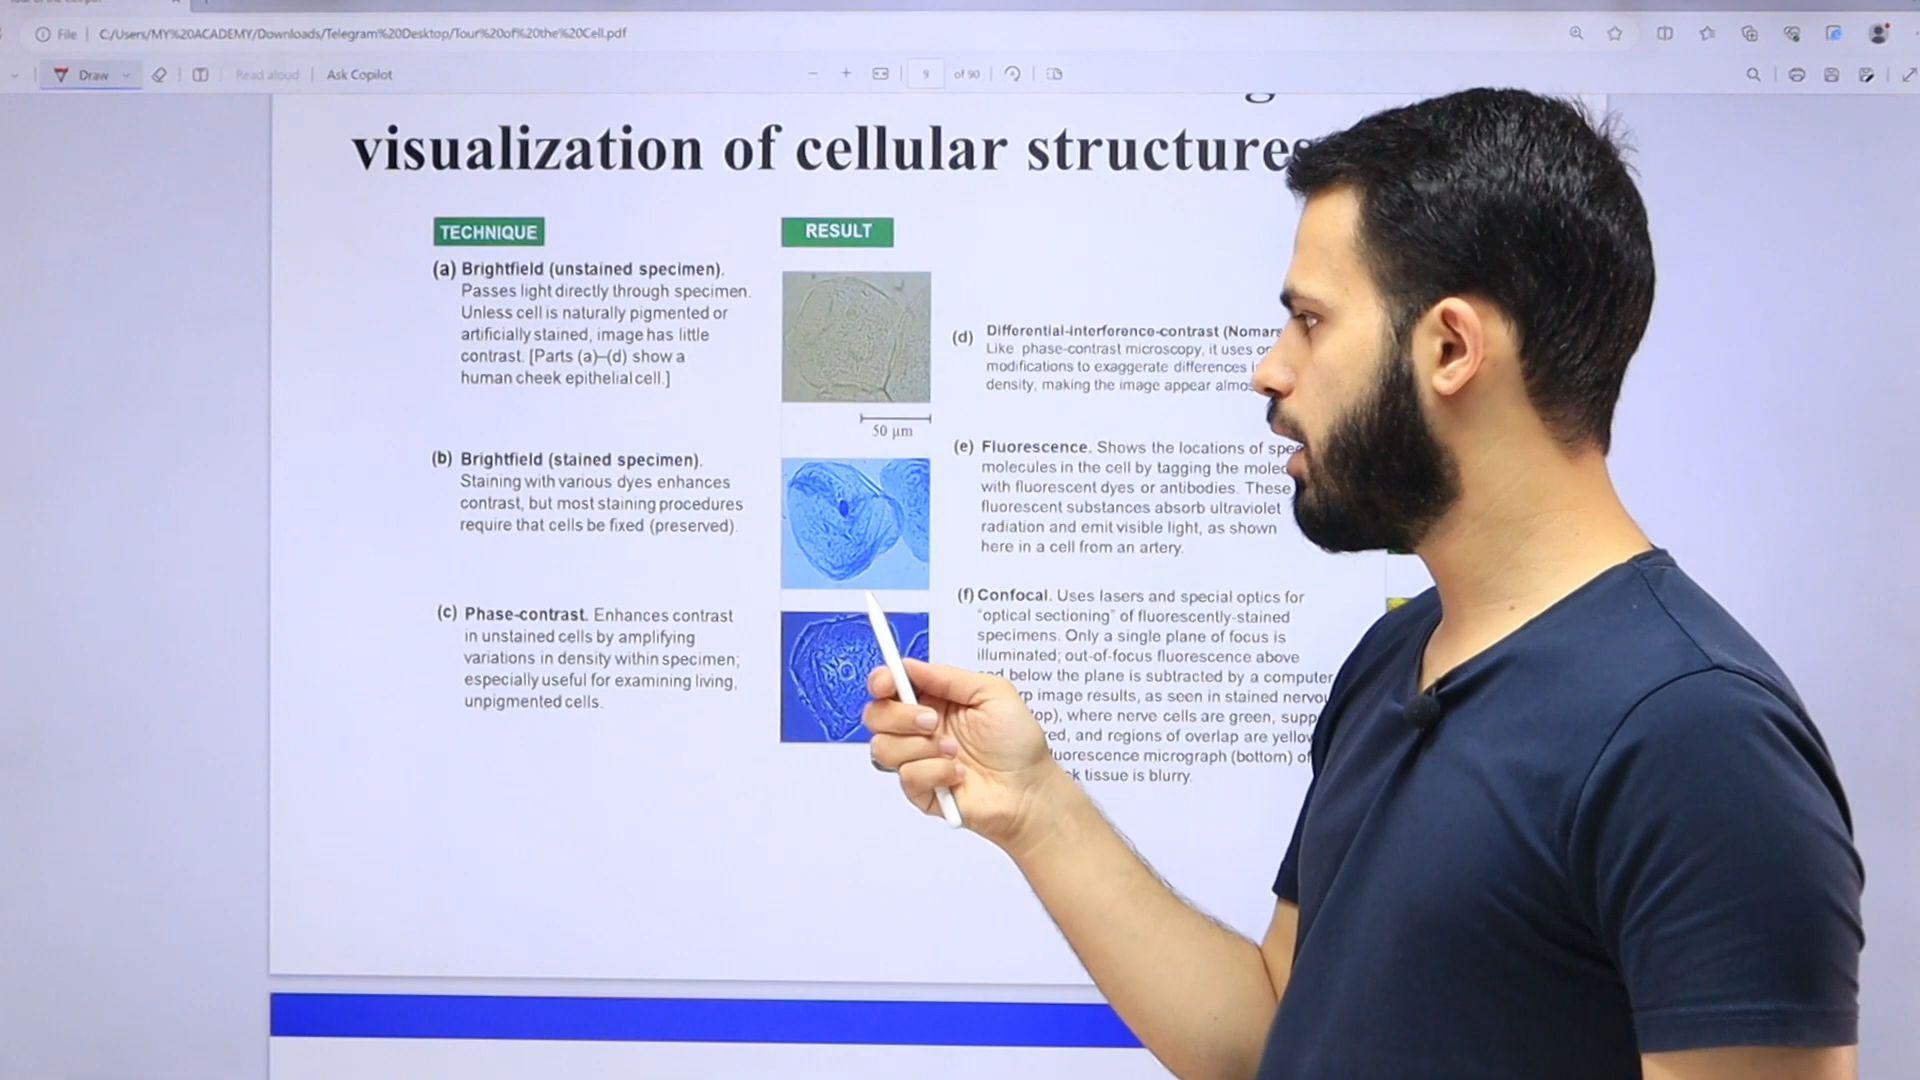 File | C:/Users/MY%20ACADEMY/Downloads/Telegram%20Desktop/Tour%20of%20the%20Cell.pdf
Draw Read aloud Ask Copilot 9 of 90
visualization of cellular structures
TECHNIQUE
(a) Brightfield (unstained specimen).
Passes light directly through specimen.
Unless cell is naturally pigmented or
artificially stained, image has little
contrast. [Parts (a)–(d) show a
human cheek epithelial cell.]
(b) Brightfield (stained specimen).
Staining with various dyes enhances
contrast, but most staining procedures
require that cells be fixed (preserved).
(c) Phase-contrast. Enhances contrast
in unstained cells by amplifying
variations in density within specimen;
especially useful for examining living,
unpigmented cells.
RESULT
50 µm
(d) Differential-interference-contrast
Like phase-contrast microscopy, it uses
modifications to exaggerate differences
density, making the image appear
(e) Fluorescence. Shows the locations of
molecules in the cell by tagging the
with fluorescent dyes or antibodies. These
fluorescent substances absorb ultraviolet
radiation and emit visible light, as shown
here in a cell from an artery.
(f) Confocal. Uses lasers and special optics for
“optical sectioning” of fluorescently-stained
specimens. Only a single plane of focus is
illuminated; out-of-focus fluorescence above
below the plane is subtracted by a computer
image results, as seen in stained
where nerve cells are green,
and regions of overlap are
micrograph (bottom) of
tissue is blurry.